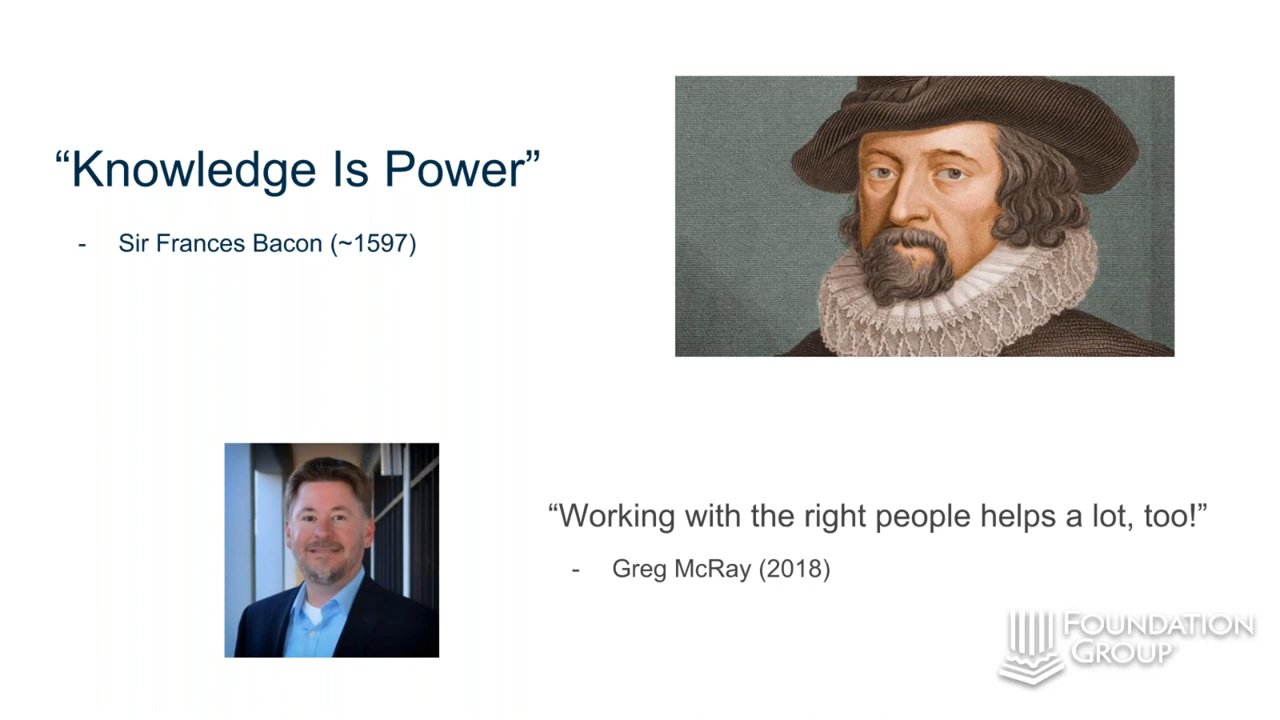 “Knowledge Is Power”
- Sir Frances Bacon (~1597)
“Working with the right people helps a lot, too!”
- Greg McRay (2018)
FOUNDATION
GROUP